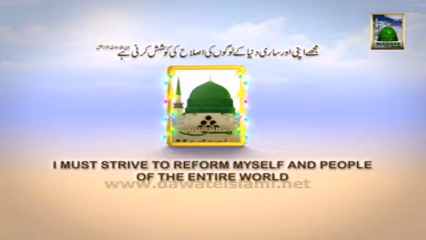 مجھے اپنی اور ساری دنیا کے لوگوں کی اصلاح کی کوشش کرنی ہے
I MUST STRIVE TO REFORM MYSELF AND PEOPLE
OF THE ENTIRE WORLD
www.dawateislami.net